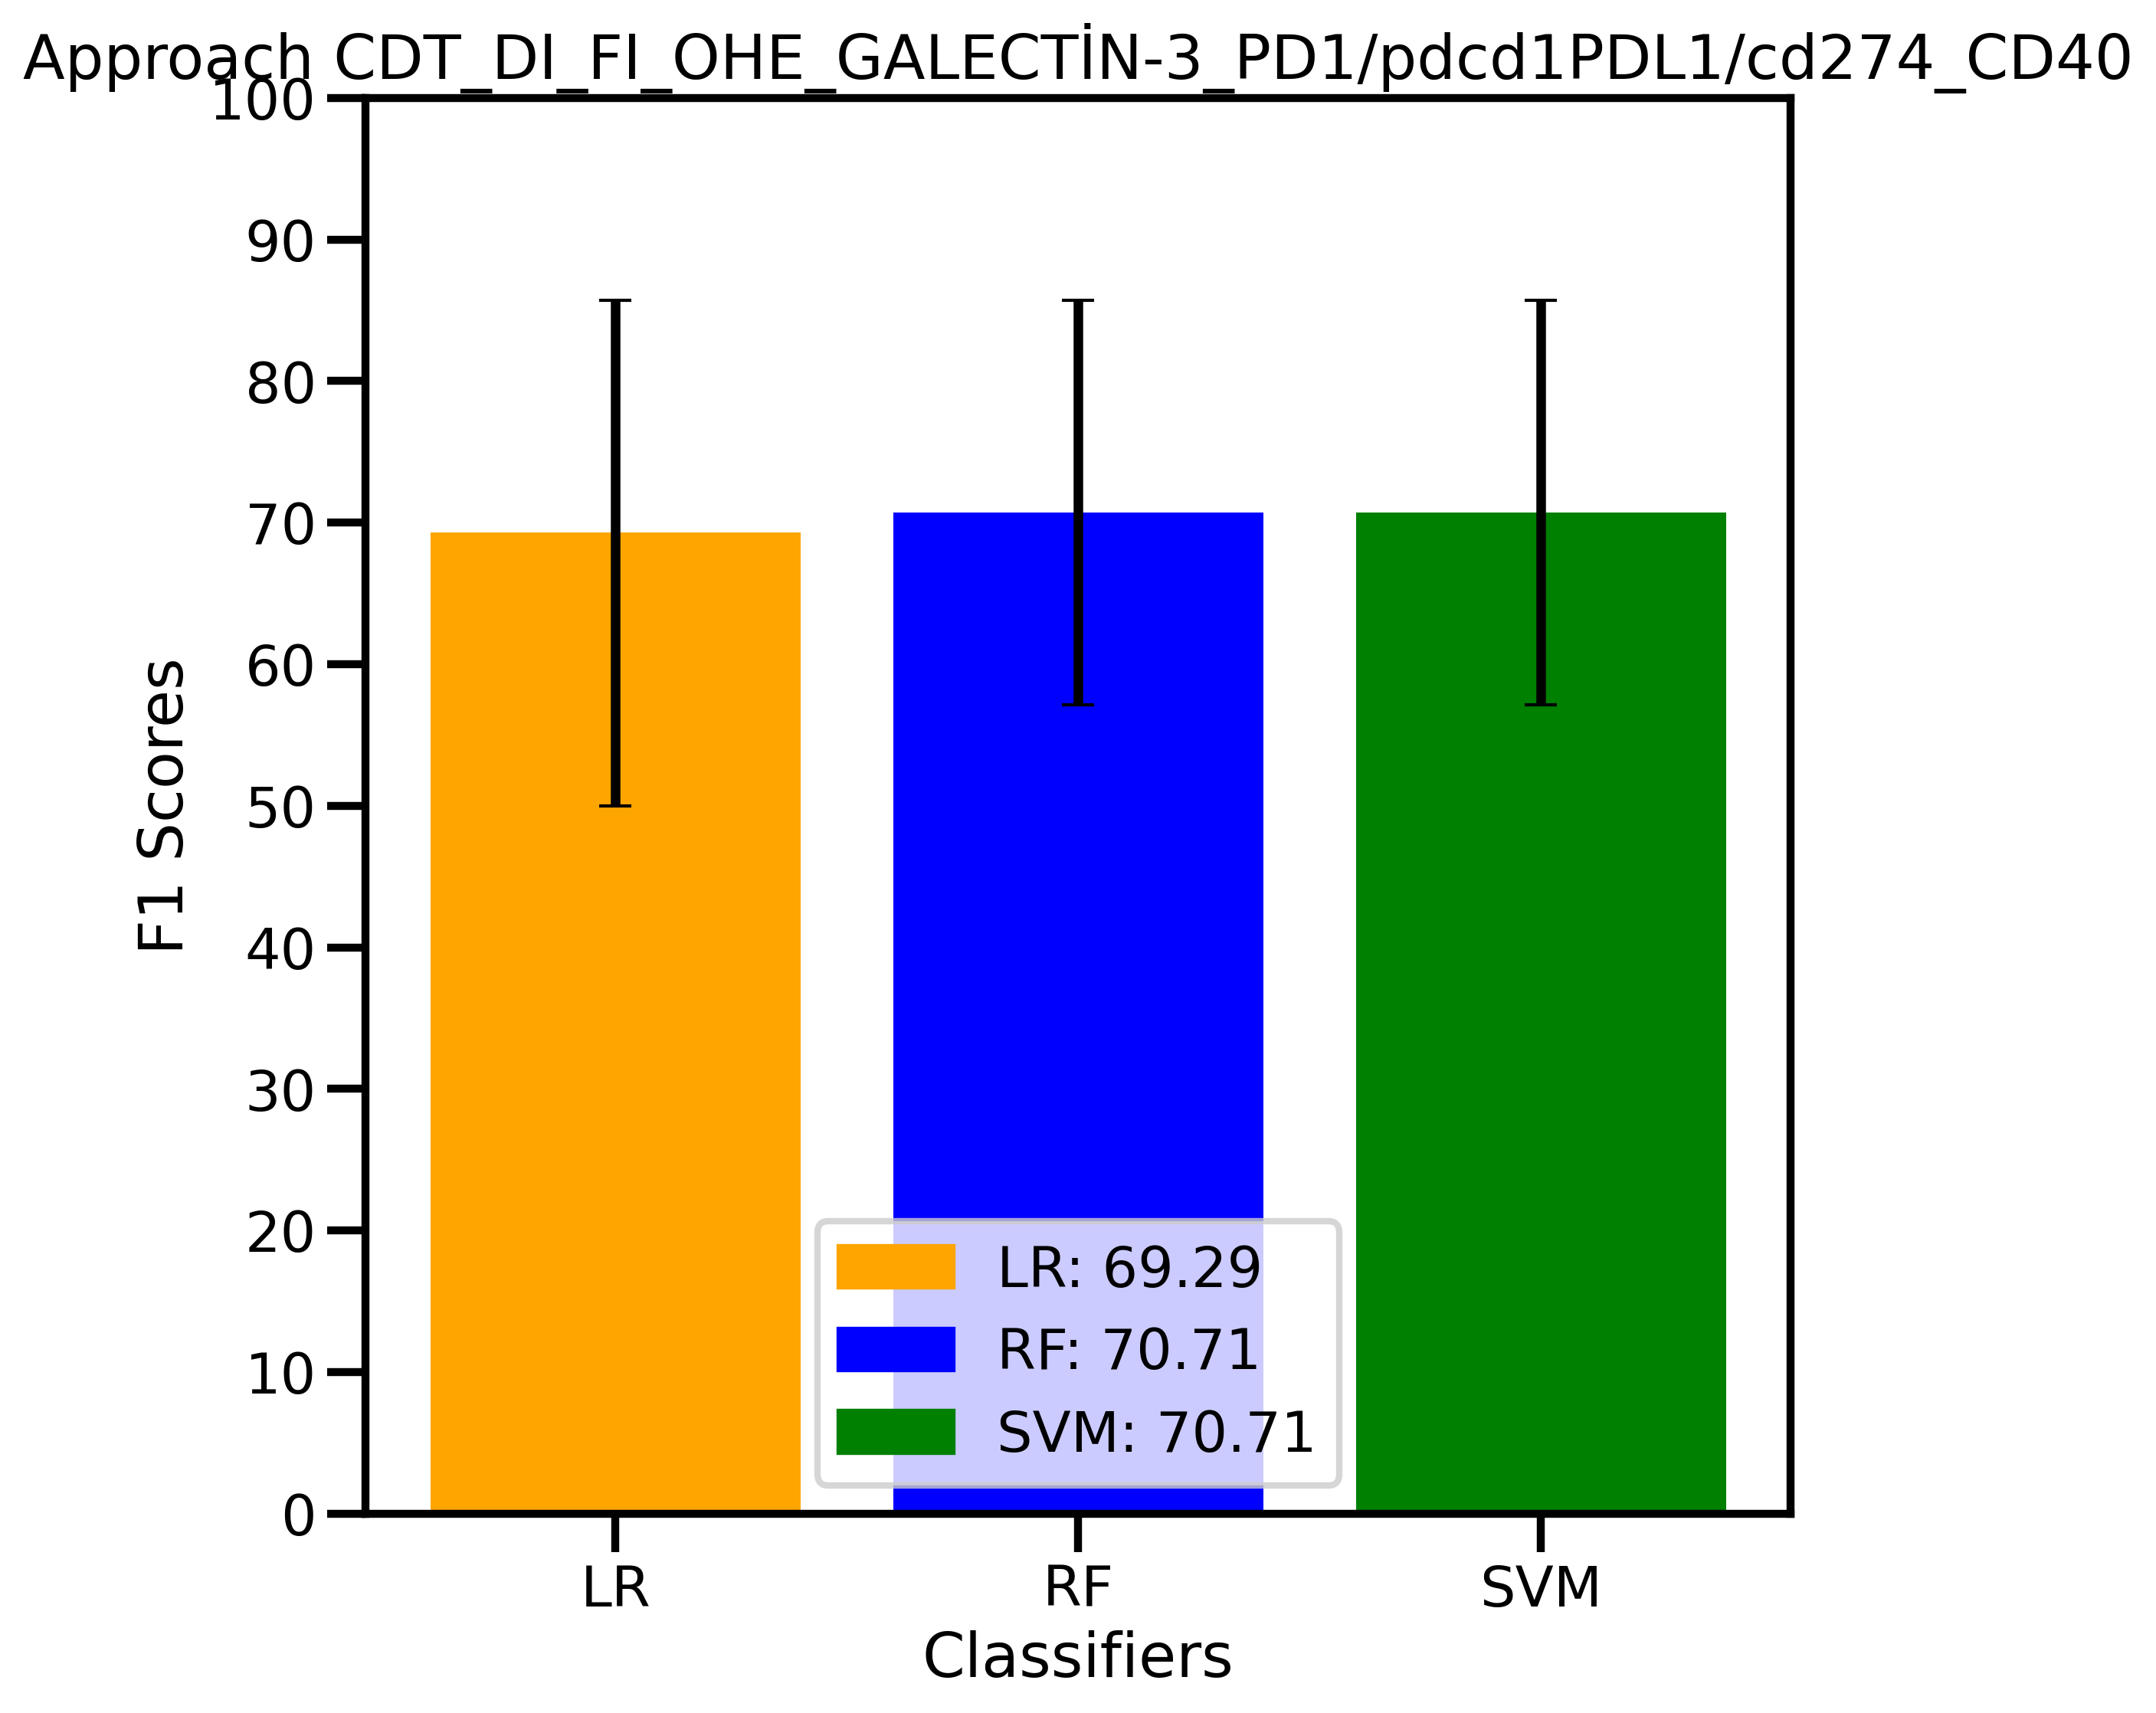 Approach CDT_DI_FI_OHE_GALECTİN-3_PD1/pdcd1PDL1/cd274_CD40
100
90
80
70
60
50
40
30
20
10
0
F1 Scores
LR: 69.29
RF: 70.71
SVM: 70.71
LR
RF
SVM
Classifiers